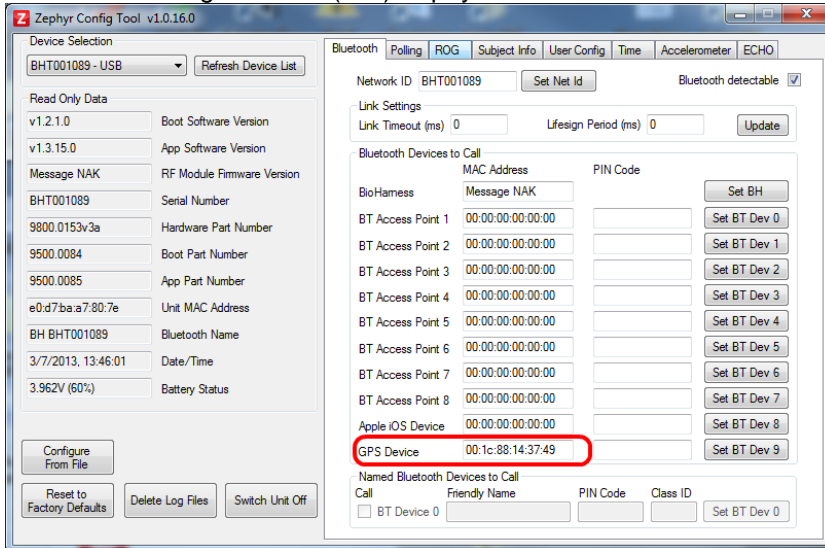 Zephyr Config Tool v1.0.16.0
Device Selection
BHT001089 - USB Refresh Device List
Read Only Data
v1.2.1.0 Boot Software Version
v1.3.15.0 App Software Version
Message NAK RF Module Firmware Version
BHT001089 Serial Number
9800.0153v3a Hardware Part Number
9500.0084 Boot Part Number
9500.0085 App Part Number
e0:d7:ba:a7:80:7e Unit MAC Address
BH BHT001089 Bluetooth Name
3/7/2013, 13:46:01 Date/Time
3.962V (60%) Battery Status
Configure
From File
Reset to
Factory Defaults
Delete Log Files
Switch Unit Off
Bluetooth Polling ROG Subject Info User Config Time Accelerometer ECHO
Network ID BHT001089 Set Net Id Bluetooth detectable
Link Settings
Link Timeout (ms) 0 Lifesign Period (ms) 0 Update
Bluetooth Devices to Call
MAC Address PIN Code
BioHarness Message NAK Set BH
BT Access Point 1 00:00:00:00:00:00 Set BT Dev 0
BT Access Point 2 00:00:00:00:00:00 Set BT Dev 1
BT Access Point 3 00:00:00:00:00:00 Set BT Dev 2
BT Access Point 4 00:00:00:00:00:00 Set BT Dev 3
BT Access Point 5 00:00:00:00:00:00 Set BT Dev 4
BT Access Point 6 00:00:00:00:00:00 Set BT Dev 5
BT Access Point 7 00:00:00:00:00:00 Set BT Dev 6
BT Access Point 8 00:00:00:00:00:00 Set BT Dev 7
Apple iOS Device 00:00:00:00:00:00 Set BT Dev 8
GPS Device 00:1c:88:14:37:49 Set BT Dev 9
Named Bluetooth Devices to Call
Call Friendly Name PIN Code Class ID
BT Device 0 Set BT Dev 0